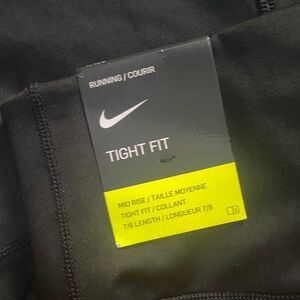 RUNNING / COURIR
TIGHT FIT
MID RISE / TAILLE MOYENNE
TIGHT FIT / COLLANT
7/8 LENGTH / LONGUEUR 7/8